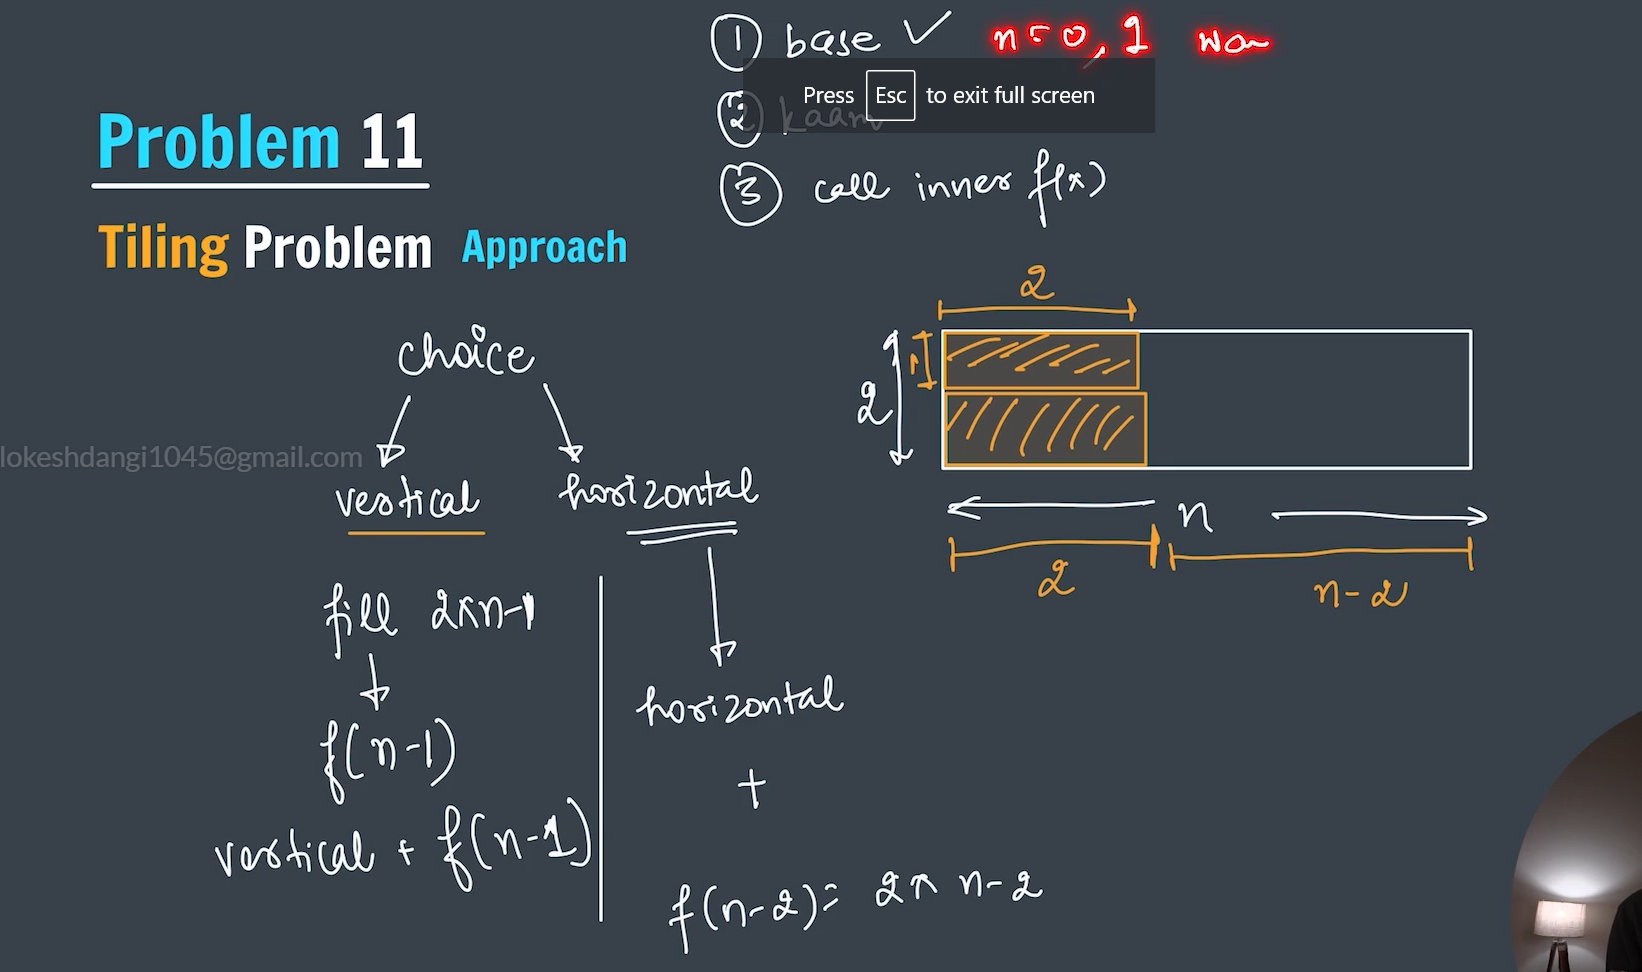 ① base ✓ n=0, 1
Press Esc to exit full screen
② kaam
③ call inner f(x)
Problem 11
Tiling Problem Approach
choice
vertical
horizontal
fill 2xn-1
f(n-1)
vertical + f(n-1)
horizontal
+
f(n-2) = 2x n-2
2
1
2
n
2
n-2
lokeshdangi1045@gmail.com